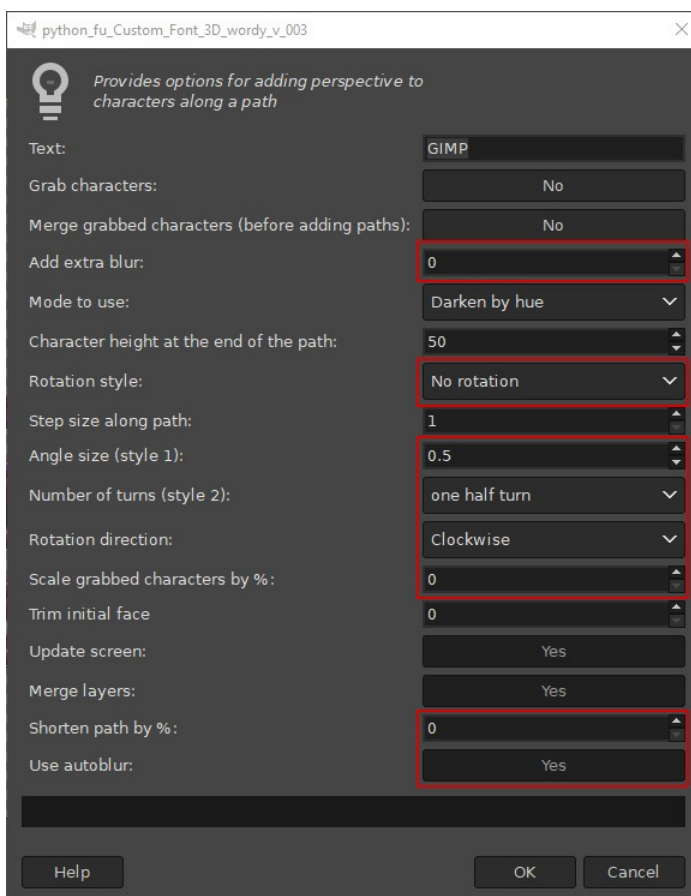 python_fu_Custom_Font_3D_wordy_v_003
Provides options for adding perspective to
characters along a path
Text: GIMP
Grab characters: No
Merge grabbed characters (before adding paths): No
Add extra blur: 0
Mode to use: Darken by hue
Character height at the end of the path: 50
Rotation style: No rotation
Step size along path: 1
Angle size (style 1): 0.5
Number of turns (style 2): one half turn
Rotation direction: Clockwise
Scale grabbed characters by %: 0
Trim initial face 0
Update screen: Yes
Merge layers: Yes
Shorten path by %: 0
Use autoblur: Yes
Help OK Cancel